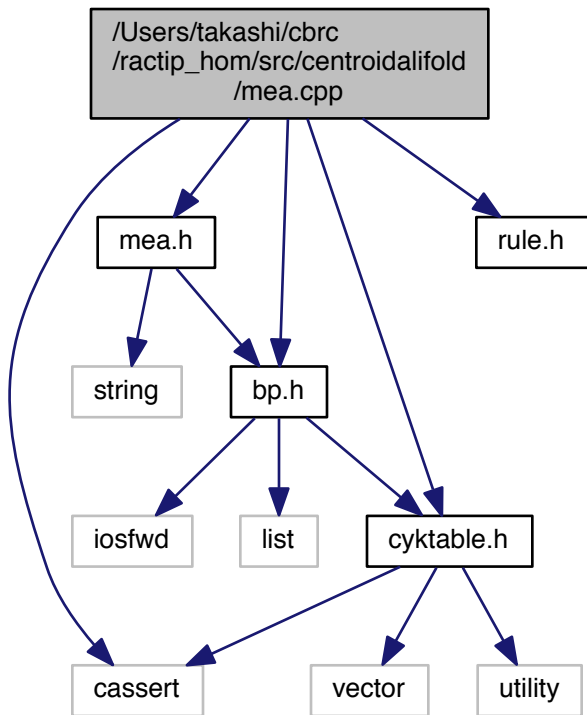 /Users/takashi/cbrc
/ractip_hom/src/centroidalifold
/mea.cpp
mea.h
rule.h
string
bp.h
iosfwd
list
cyktable.h
cassert
vector
utility